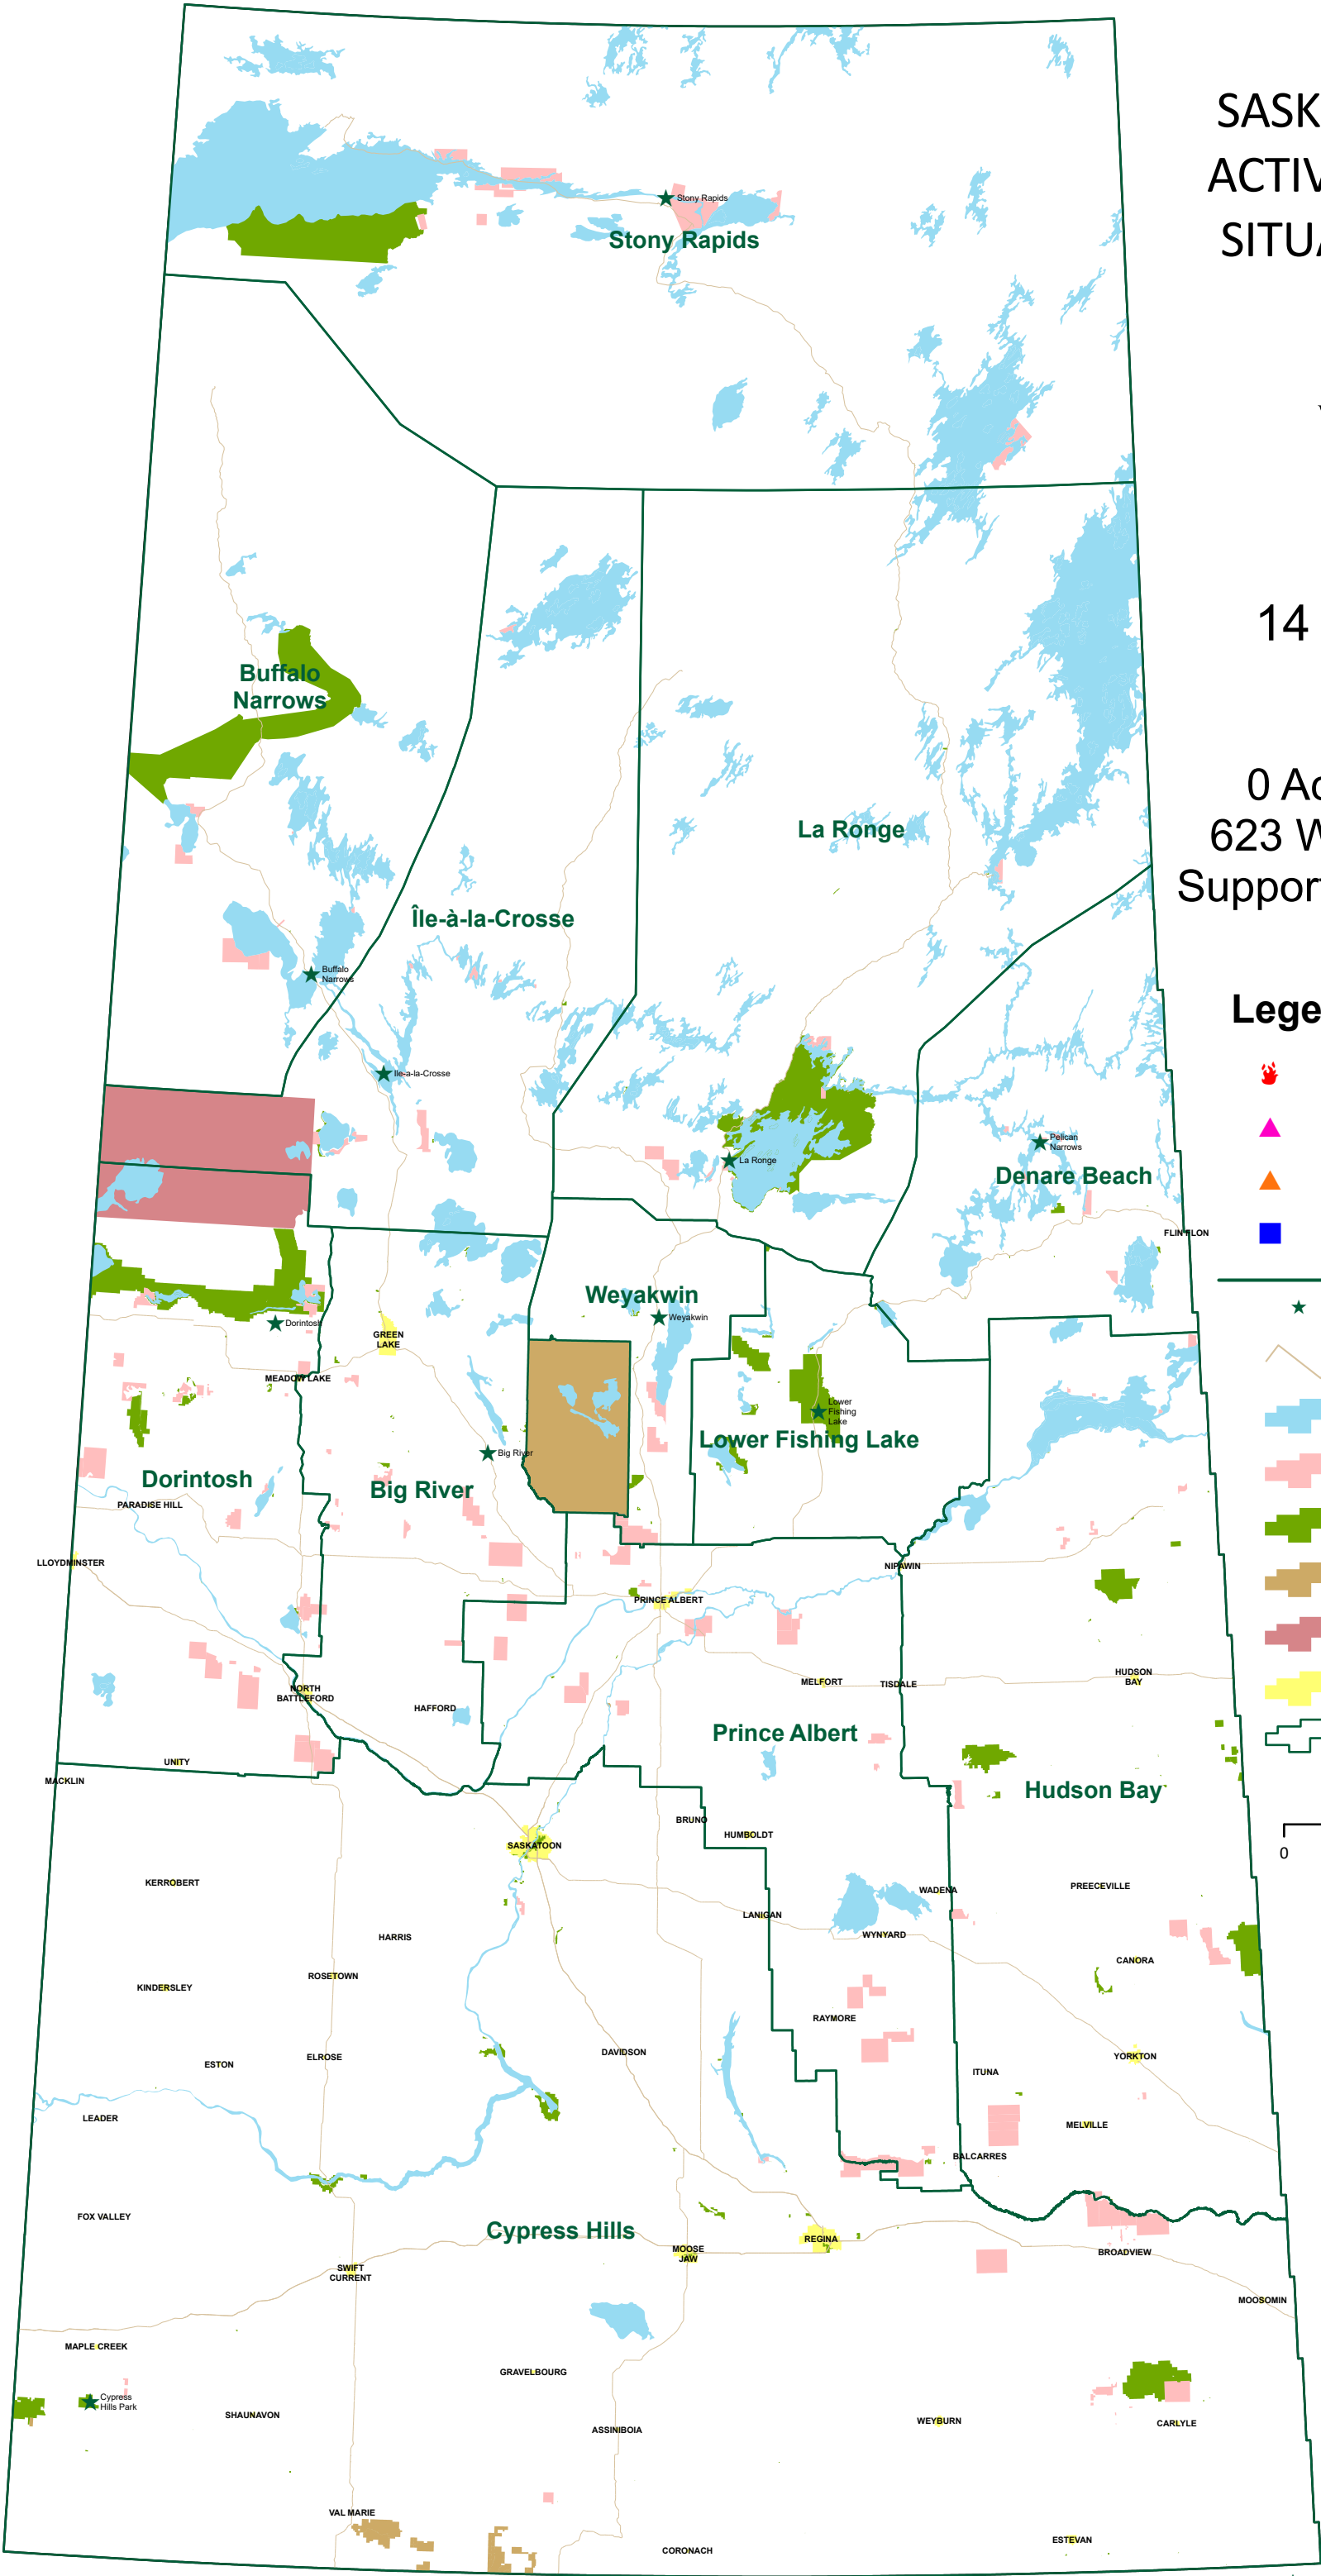 SASK
ACTIV
SITUA
Stony Rapids
Stony Rapids
14
Buffalo
Narrows
0 Ac
623 W
Support
La Ronge
Île-à-la-Crosse
Buffalo
Narrows
Lege
Ile-a-la-Crosse
La Ronge
Pelican
Narrows
Denare Beach
FLIN FLON
Weyakwin
Weyakwin
Dorintosh
GREEN
LAKE
MEADOW LAKE
Lower
Fishing
Lake
Lower Fishing Lake
Big River
Dorintosh
Big River
PARADISE HILL
LLOYDMINSTER
NIPAWIN
PRINCE ALBERT
MELFORT
TISDALE
HUDSON
BAY
NORTH
BATTLEFORD
HAFFORD
Prince Albert
UNITY
MACKLIN
Hudson Bay
BRUNO
HUMBOLDT
SASKATOON
0
KERROBERT
PREECEVILLE
WADENA
LANIGAN
WYNYARD
HARRIS
CANORA
ROSETOWN
KINDERSLEY
RAYMORE
DAVIDSON
ELROSE
YORKTON
ESTON
ITUNA
LEADER
MELVILLE
BALCARRES
FOX VALLEY
Cypress Hills
REGINA
MOOSE
JAW
BROADVIEW
SWIFT
CURRENT
MOOSOMIN
MAPLE CREEK
GRAVELBOURG
Cypress
Hills Park
SHAUNAVON
WEYBURN
CARLYLE
ASSINIBOIA
VAL MARIE
ESTEVAN
CORONACH